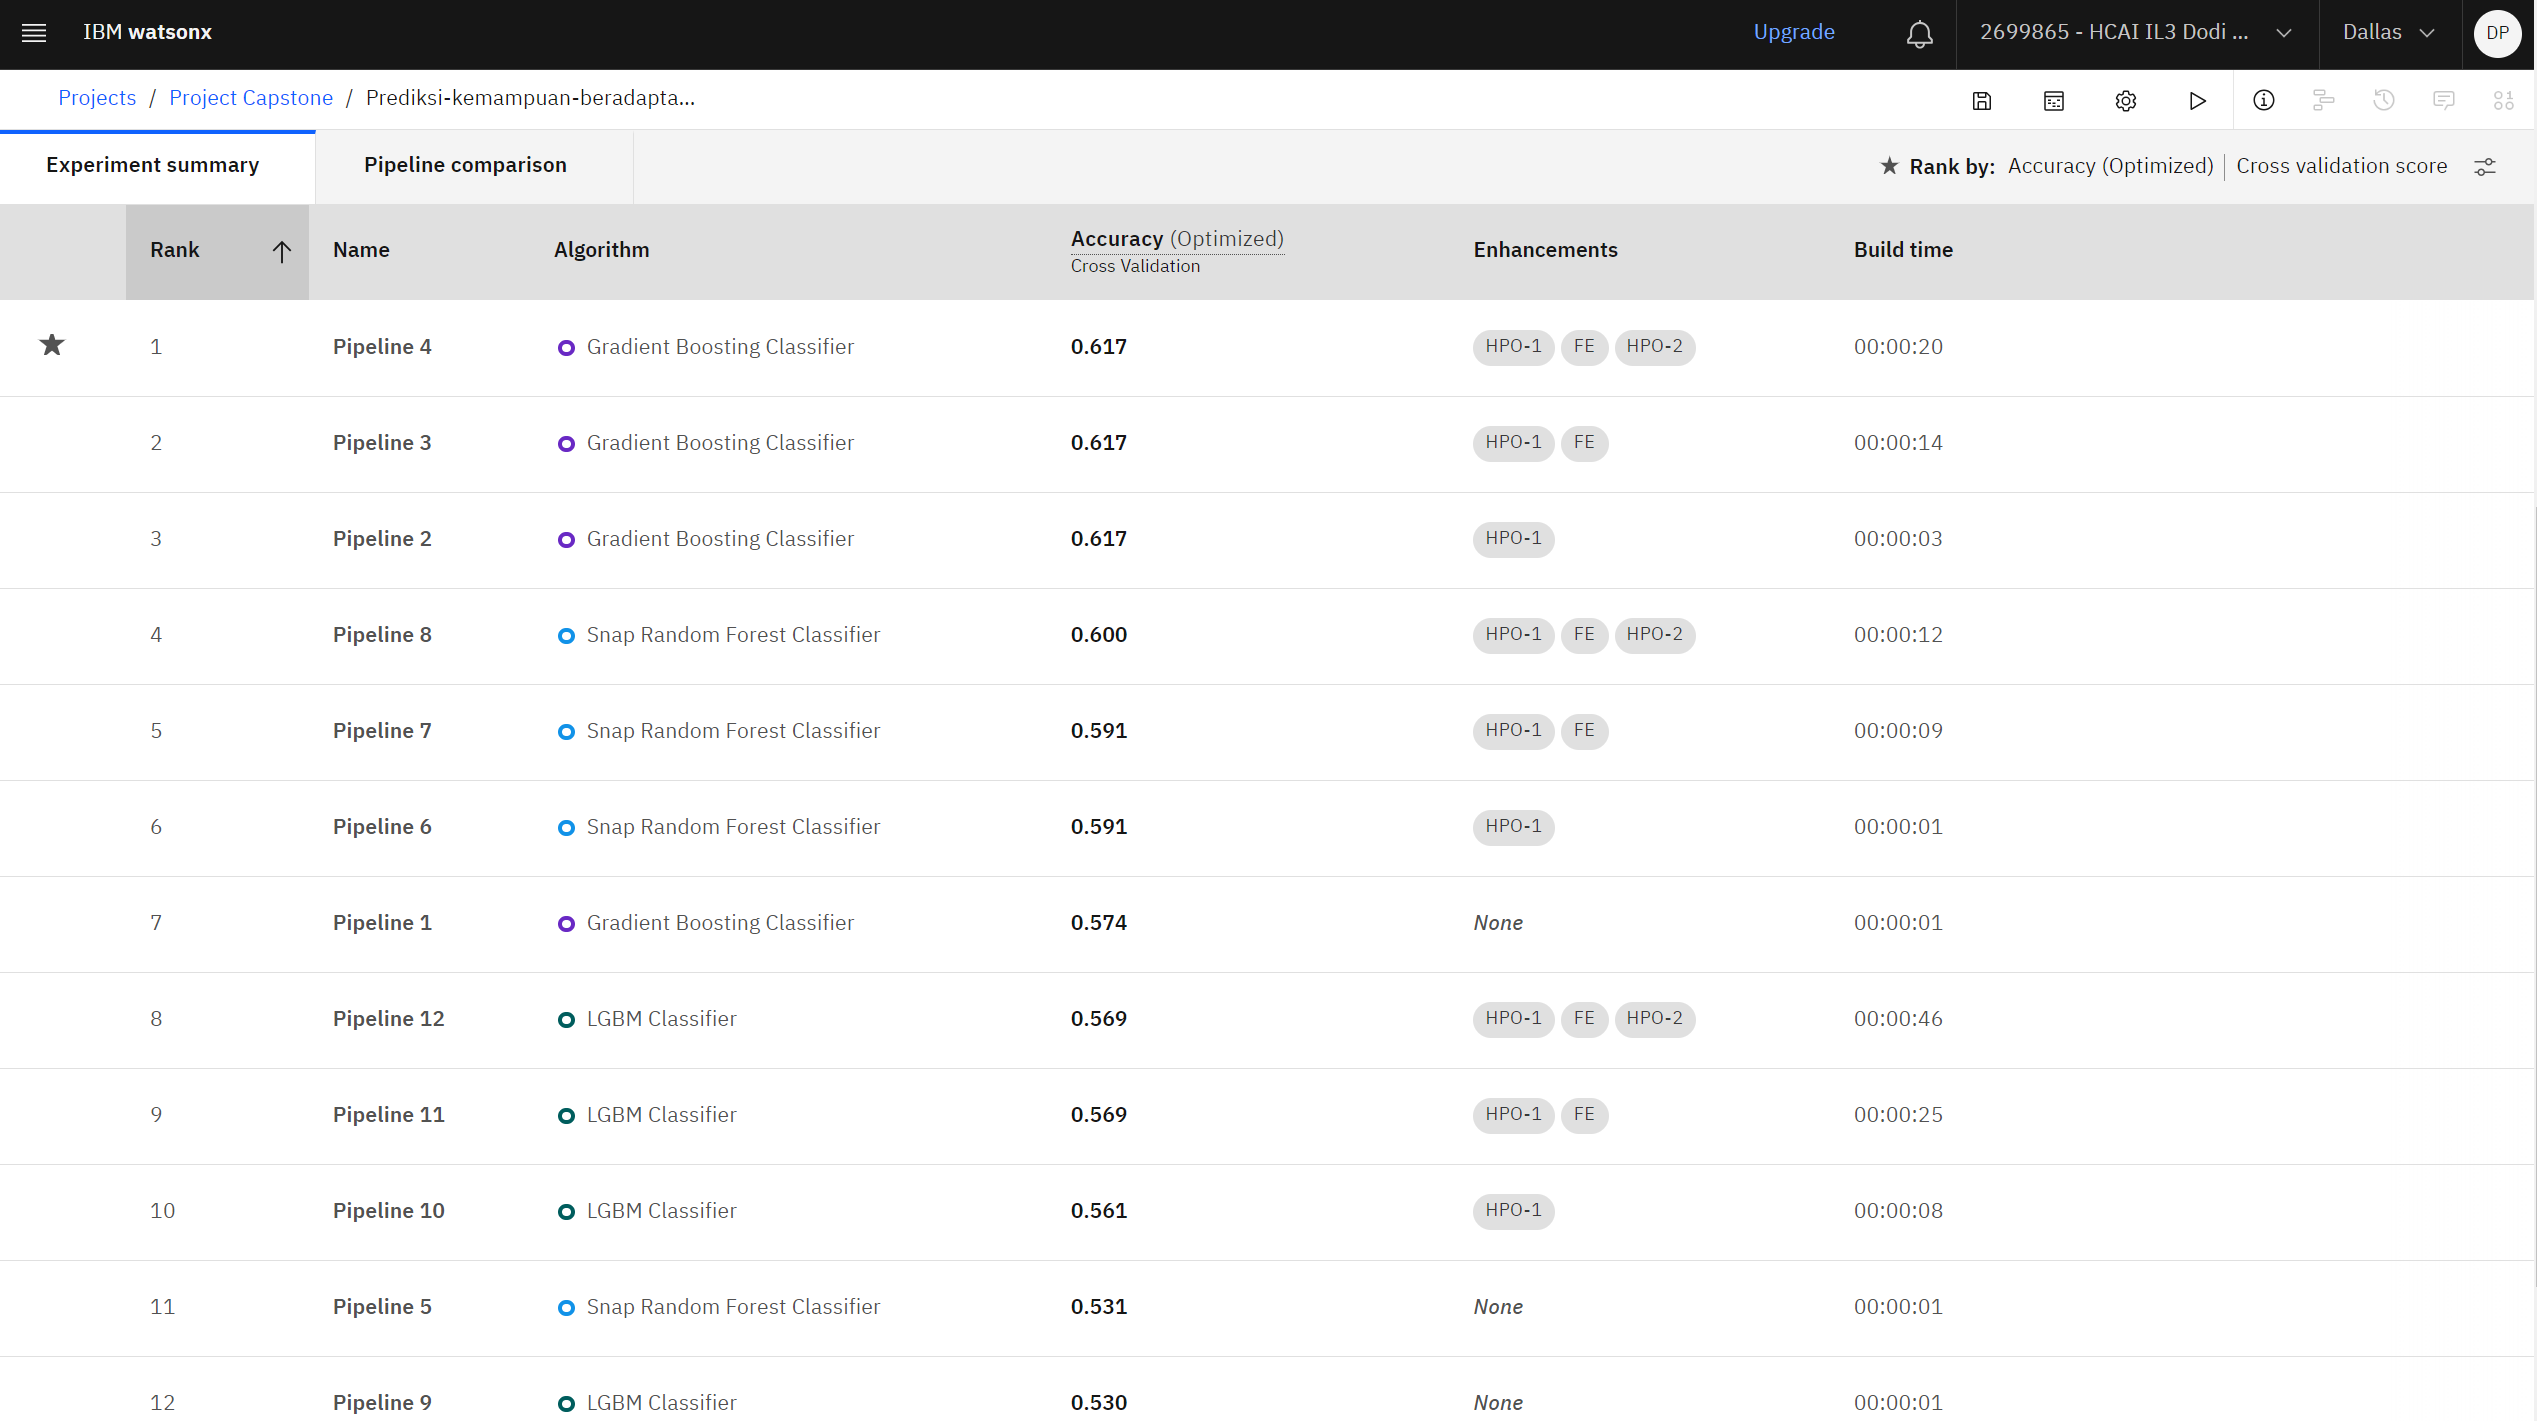 IBM watsonx
Upgrade
2699865 - HCAI IL3 Dodi ...
Dallas
DP
Projects / Project Capstone / Prediksi-kemampuan-beradapta...
Experiment summary
Pipeline comparison
★ Rank by: Accuracy (Optimized) | Cross validation score
Rank Name Algorithm Accuracy (Optimized) Enhancements Build time
Cross Validation
1 Pipeline 4 Gradient Boosting Classifier 0.617 HPO-1 FE HPO-2 00:00:20
2 Pipeline 3 Gradient Boosting Classifier 0.617 HPO-1 FE 00:00:14
3 Pipeline 2 Gradient Boosting Classifier 0.617 HPO-1 00:00:03
4 Pipeline 8 Snap Random Forest Classifier 0.600 HPO-1 FE HPO-2 00:00:12
5 Pipeline 7 Snap Random Forest Classifier 0.591 HPO-1 FE 00:00:09
6 Pipeline 6 Snap Random Forest Classifier 0.591 HPO-1 00:00:01
7 Pipeline 1 Gradient Boosting Classifier 0.574 None 00:00:01
8 Pipeline 12 LGBM Classifier 0.569 HPO-1 FE HPO-2 00:00:46
9 Pipeline 11 LGBM Classifier 0.569 HPO-1 FE 00:00:25
10 Pipeline 10 LGBM Classifier 0.561 HPO-1 00:00:08
11 Pipeline 5 Snap Random Forest Classifier 0.531 None 00:00:01
12 Pipeline 9 LGBM Classifier 0.530 None 00:00:01